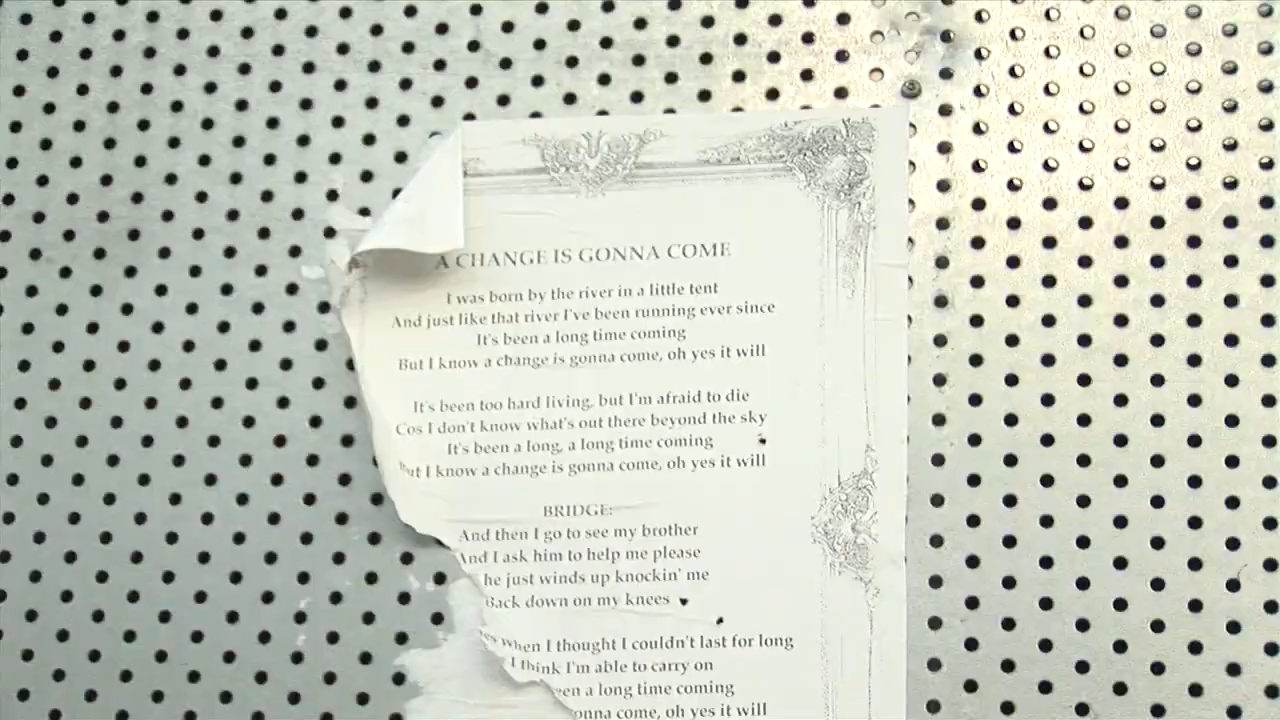 A CHANGE IS GONNA COME
I was born by the river in a little tent
And just like that river I've been running ever since
It's been a long time coming
But I know a change is gonna come, oh yes it will
It's been too hard living, but I'm afraid to die
Cos I don't know what's out there beyond the sky
It's been a long, a long time coming
But I know a change is gonna come, oh yes it will
BRIDGE:
And then I go to see my brother
And I ask him to help me please
he just winds up knockin' me
Back down on my knees
when I thought I couldn't last for long
I think I'm able to carry on
een a long time coming
onna come, oh yes it will